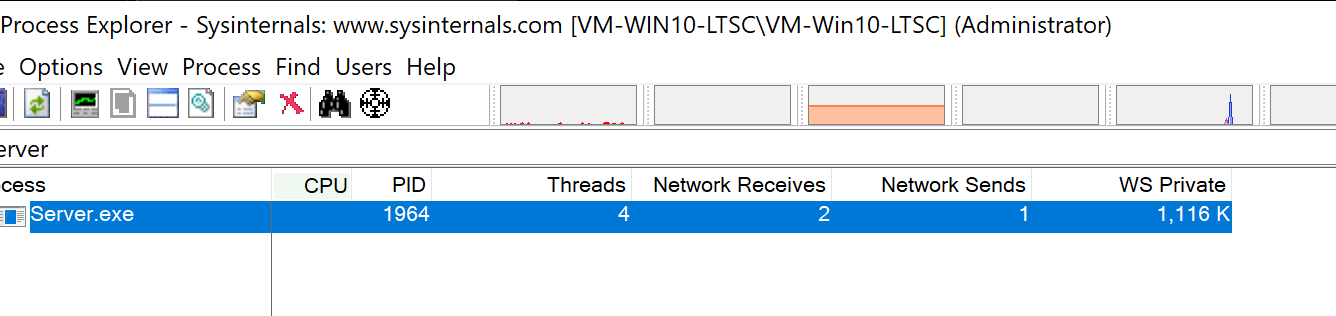 Process Explorer - Sysinternals: www.sysinternals.com [VM-WIN10-LTSC\VM-Win10-LTSC] (Administrator)
e Options View Process Find Users Help
erver
cess CPU PID Threads Network Receives Network Sends WS Private
Server.exe 1964 4 2 1 1,116 K